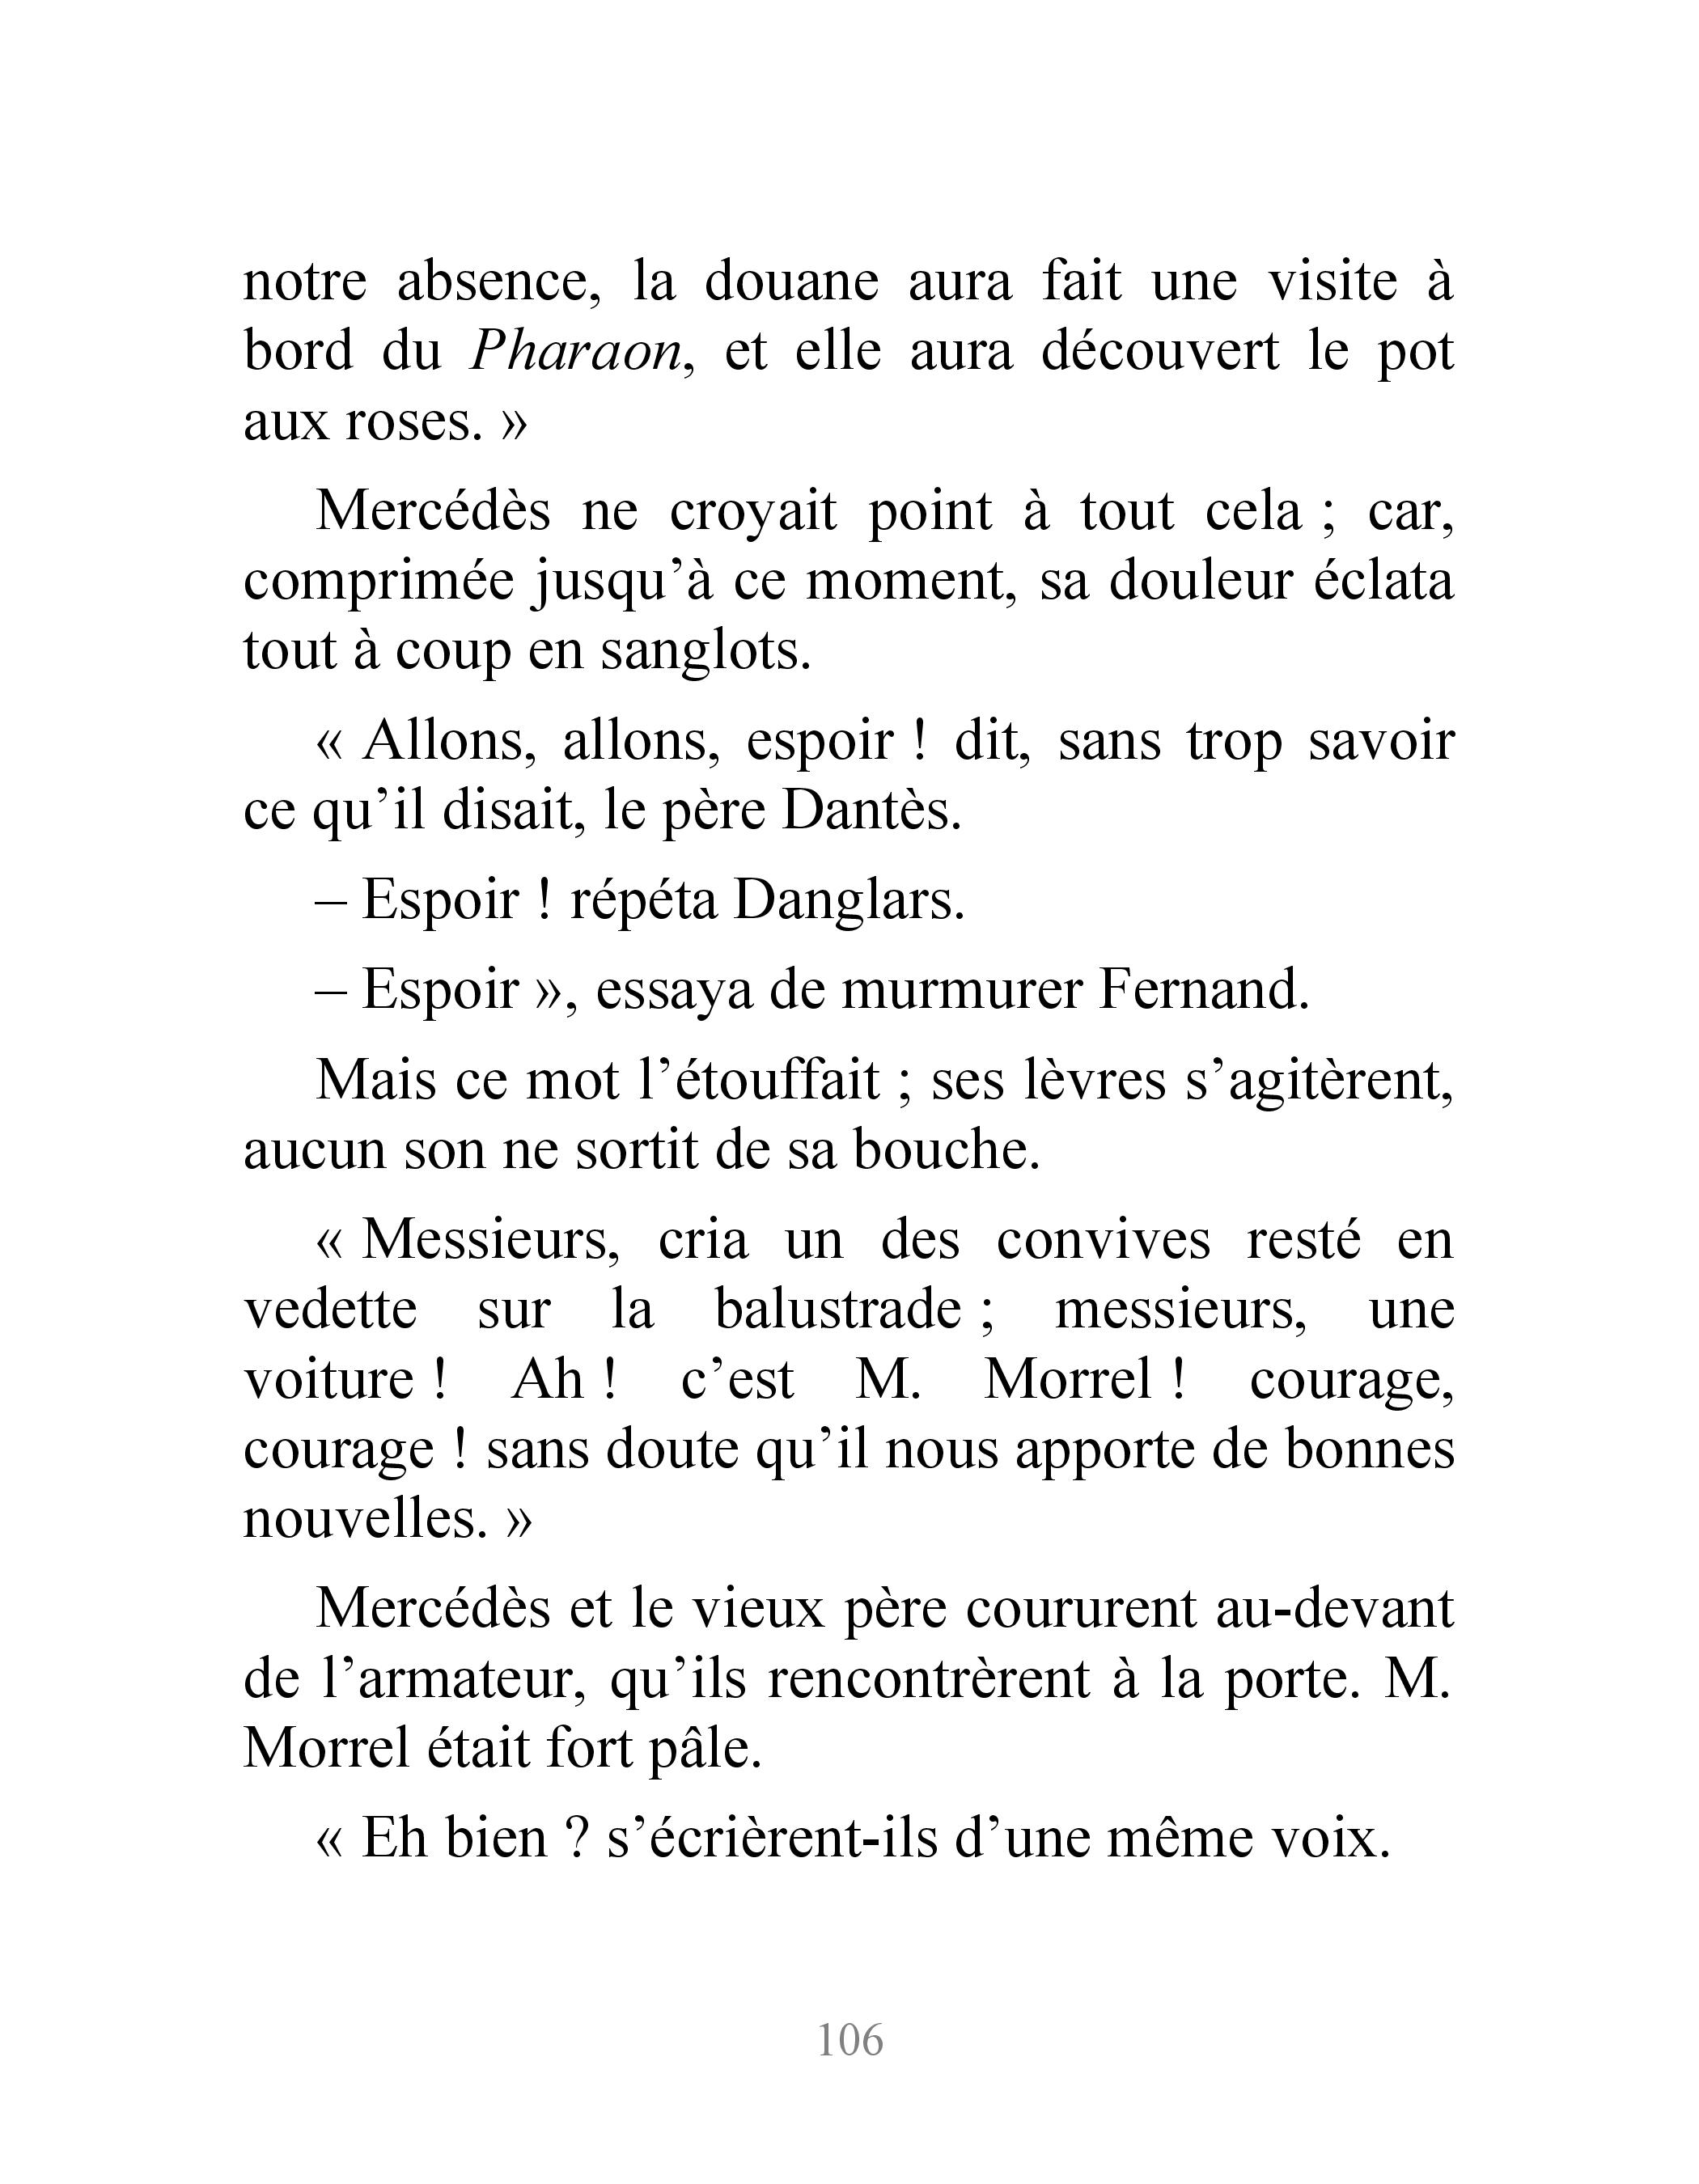 notre absence, la douane aura fait une visite à
bord du Pharaon, et elle aura découvert le pot
aux roses. »
Mercédès ne croyait point à tout cela ; car,
comprimée jusqu’à ce moment, sa douleur éclata
tout à coup en sanglots.
« Allons, allons, espoir ! dit, sans trop savoir
ce qu’il disait, le père Dantès.
– Espoir ! répéta Danglars.
– Espoir », essaya de murmurer Fernand.
Mais ce mot l’étouffait ; ses lèvres s’agitèrent,
aucun son ne sortit de sa bouche.
« Messieurs, cria un des convives resté en
vedette sur la balustrade ; messieurs, une
voiture ! Ah ! c’est M. Morrel ! courage,
courage ! sans doute qu’il nous apporte de bonnes
nouvelles. »
Mercédès et le vieux père coururent au-devant
de l’armateur, qu’ils rencontrèrent à la porte. M.
Morrel était fort pâle.
« Eh bien ? s’écrièrent-ils d’une même voix.
106